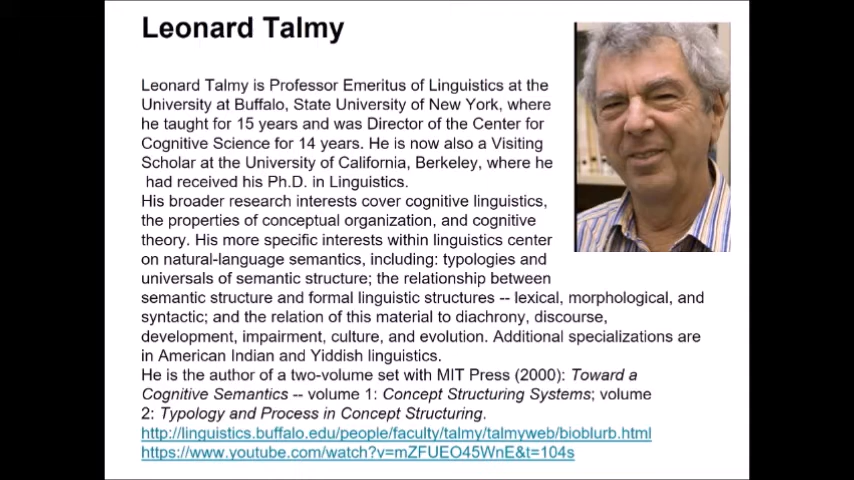 Leonard Talmy
Leonard Talmy is Professor Emeritus of Linguistics at the
University at Buffalo, State University of New York, where
he taught for 15 years and was Director of the Center for
Cognitive Science for 14 years. He is now also a Visiting
Scholar at the University of California, Berkeley, where he
had received his Ph.D. in Linguistics.
His broader research interests cover cognitive linguistics,
the properties of conceptual organization, and cognitive
theory. His more specific interests within linguistics center
on natural-language semantics, including: typologies and
universals of semantic structure; the relationship between
semantic structure and formal linguistic structures -- lexical, morphological, and
syntactic; and the relation of this material to diachrony, discourse,
development, impairment, culture, and evolution. Additional specializations are
in American Indian and Yiddish linguistics.
He is the author of a two-volume set with MIT Press (2000): Toward a
Cognitive Semantics -- volume 1: Concept Structuring Systems; volume
2: Typology and Process in Concept Structuring.
http://linguistics.buffalo.edu/people/faculty/talmy/talmyweb/bioblurb.html
https://www.youtube.com/watch?v=mZFUEO45WnE&t=104s